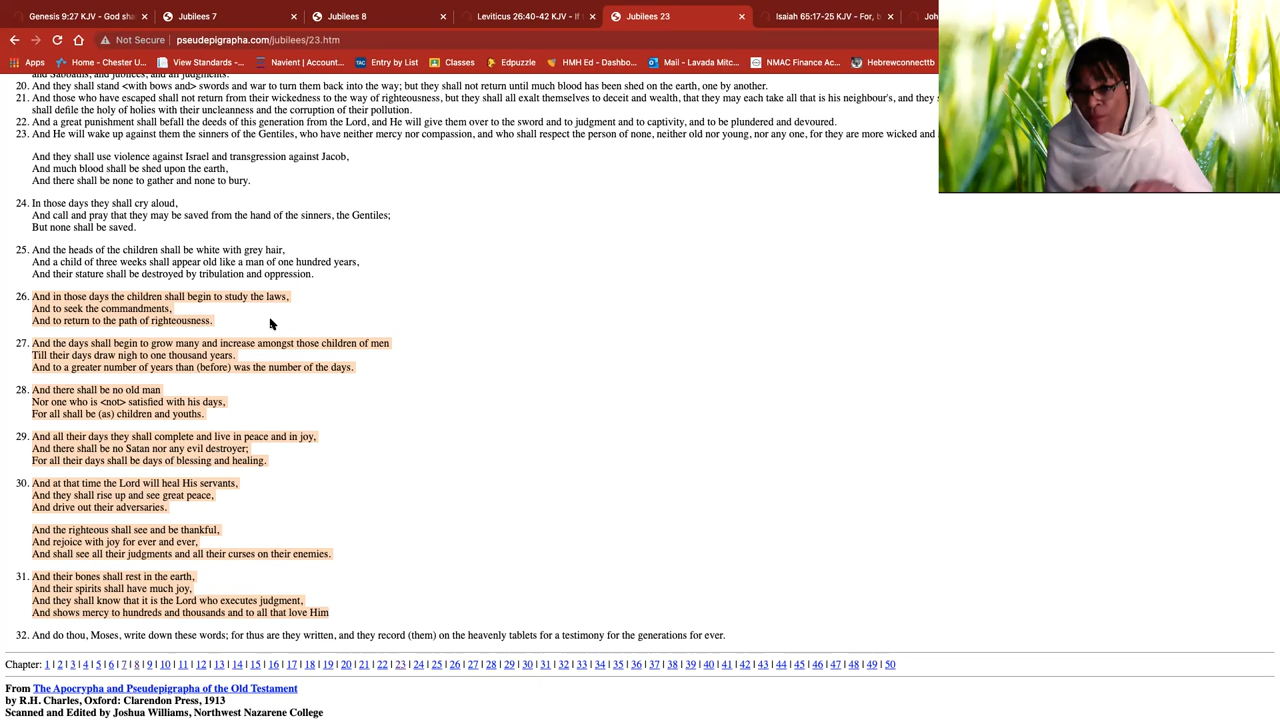 Genesis 9:27 KJV - God sha
Jubilees 7
Jubilees 8
Leviticus 26:40-42 KJV - If
Jubilees 23
Isaiah 65:17-25 KJV - For, b
Joh
Not Secure | pseudepigrapha.com/jubilees/23.htm
Apps
Home - Chester U...
View Standards -...
Navient | Account...
TAC Entry by List
Classes
Edpuzzle
HMH Ed - Dashbo...
Mail - Lavada Mitc...
NMAC Finance Ac...
Hebrewconnecttb
and Sabbaths, and jubilees, and all judgments.
20. And they shall stand <with bows and> swords and war to turn them back into the way; but they shall not return until much blood has been shed on the earth, one by another.
21. And those who have escaped shall not return from their wickedness to the way of righteousness, but they shall all exalt themselves to deceit and wealth, that they may each take all that is his neighbour's, and they
shall defile the holy of holies with their uncleanness and the corruption of their pollution.
22. And a great punishment shall befall the deeds of this generation from the Lord, and He will give them over to the sword and to judgment and to captivity, and to be plundered and devoured.
23. And He will wake up against them the sinners of the Gentiles, who have neither mercy nor compassion, and who shall respect the person of none, neither old nor young, nor any one, for they are more wicked and
And they shall use violence against Israel and transgression against Jacob,
And much blood shall be shed upon the earth,
And there shall be none to gather and none to bury.
24. In those days they shall cry aloud,
And call and pray that they may be saved from the hand of the sinners, the Gentiles;
But none shall be saved.
25. And the heads of the children shall be white with grey hair,
And a child of three weeks shall appear old like a man of one hundred years,
And their stature shall be destroyed by tribulation and oppression.
26. And in those days the children shall begin to study the laws,
And to seek the commandments,
And to return to the path of righteousness.
27. And the days shall begin to grow many and increase amongst those children of men
Till their days draw nigh to one thousand years.
And to a greater number of years than (before) was the number of the days.
28. And there shall be no old man
Nor one who is <not> satisfied with his days,
For all shall be (as) children and youths.
29. And all their days they shall complete and live in peace and in joy,
And there shall be no Satan nor any evil destroyer;
For all their days shall be days of blessing and healing.
30. And at that time the Lord will heal His servants,
And they shall rise up and see great peace,
And drive out their adversaries.
And the righteous shall see and be thankful,
And rejoice with joy for ever and ever,
And shall see all their judgments and all their curses on their enemies.
31. And their bones shall rest in the earth,
And their spirits shall have much joy,
And they shall know that it is the Lord who executes judgment,
And shows mercy to hundreds and thousands and to all that love Him
32. And do thou, Moses, write down these words; for thus are they written, and they record (them) on the heavenly tablets for a testimony for the generations for ever.
Chapter: 1 | 2 | 3 | 4 | 5 | 6 | 7 | 8 | 9 | 10 | 11 | 12 | 13 | 14 | 15 | 16 | 17 | 18 | 19 | 20 | 21 | 22 | 23 | 24 | 25 | 26 | 27 | 28 | 29 | 30 | 31 | 32 | 33 | 34 | 35 | 36 | 37 | 38 | 39 | 40 | 41 | 42 | 43 | 44 | 45 | 46 | 47 | 48 | 49 | 50
From The Apocrypha and Pseudepigrapha of the Old Testament
by R.H. Charles, Oxford: Clarendon Press, 1913
Scanned and Edited by Joshua Williams, Northwest Nazarene College